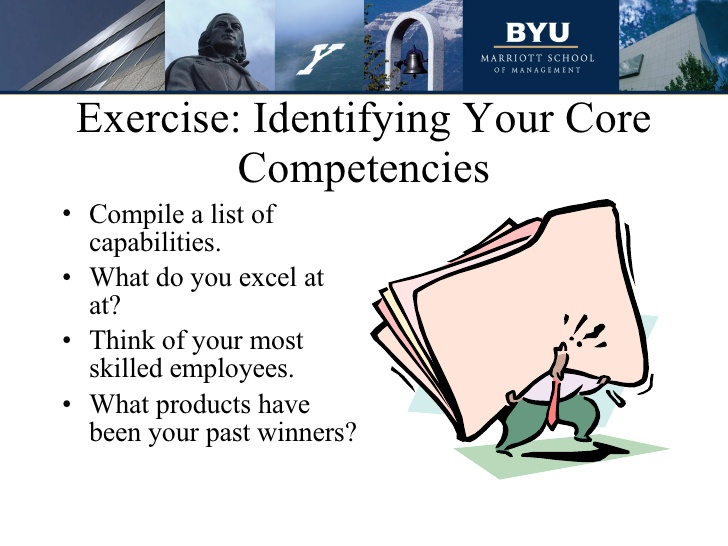 Y
BYU
MARRIOTT SCHOOL
OF MANAGEMENT
Exercise: Identifying Your Core
Competencies
• Compile a list of
capabilities.
• What do you excel at
at?
• Think of your most
skilled employees.
• What products have
been your past winners?